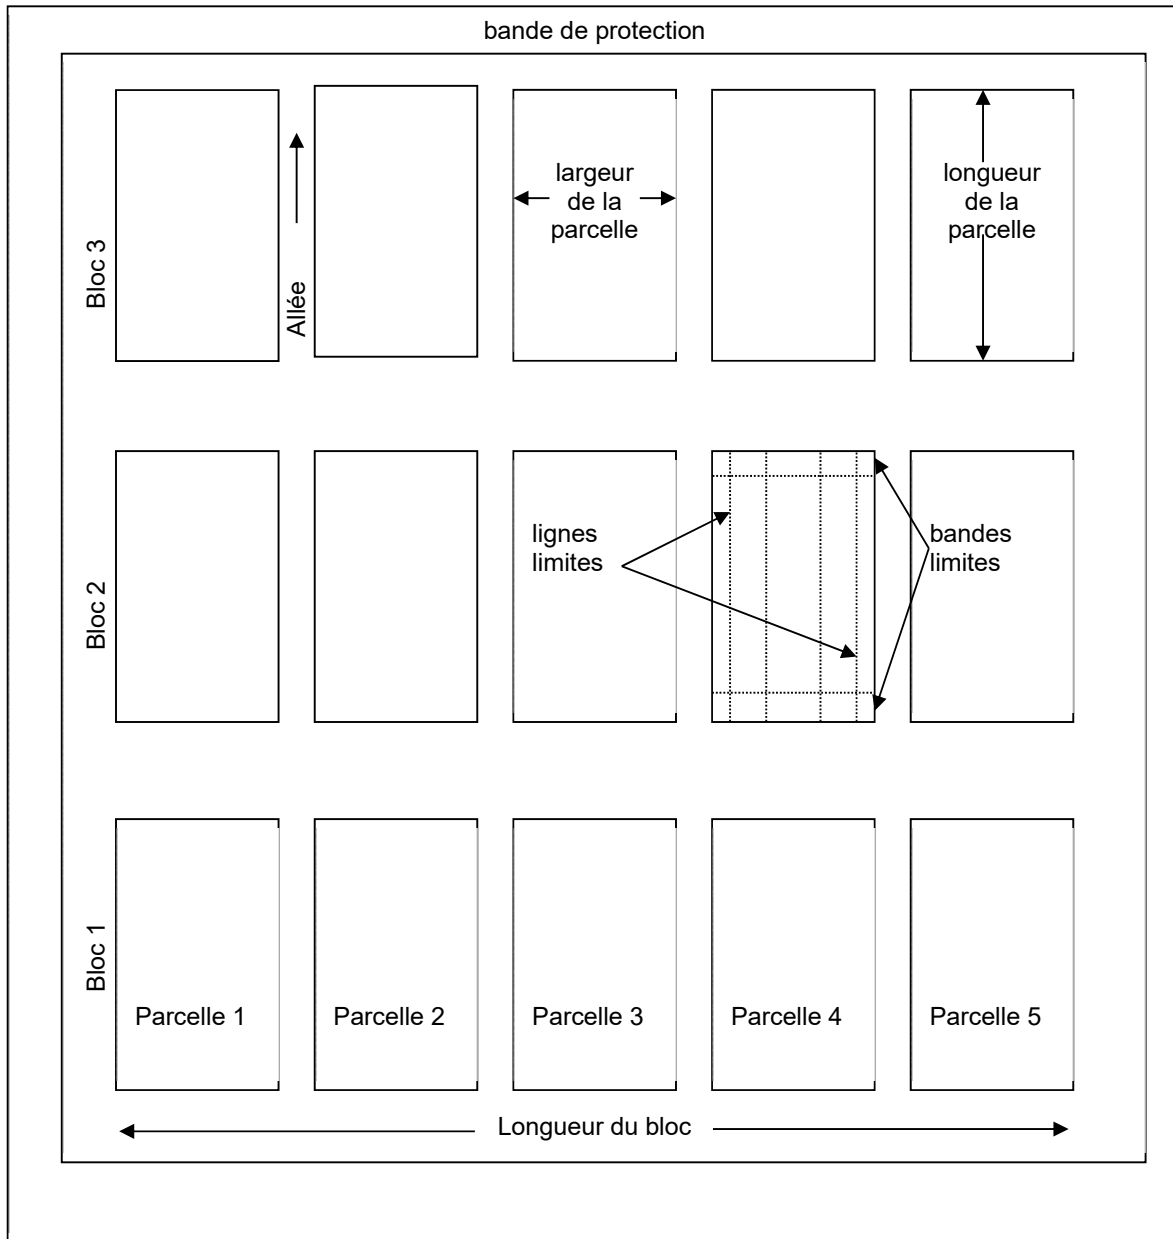 bande de protection
Bloc 3
Allée
largeur
de la
parcelle
longueur
de la
parcelle
Bloc 2
lignes
limites
bandes
limites
Bloc 1
Parcelle 1
Parcelle 2
Parcelle 3
Parcelle 4
Parcelle 5
Longueur du bloc